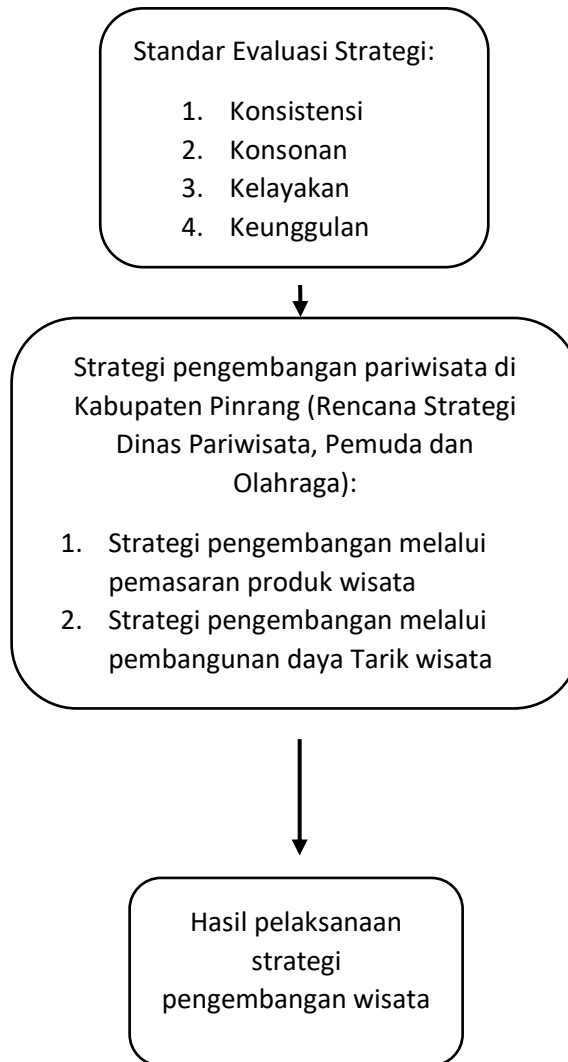 Standar Evaluasi Strategi:
1. Konsistensi
2. Konsonan
3. Kelayakan
4. Keunggulan
Strategi pengembangan pariwisata di
Kabupaten Pinrang (Rencana Strategi
Dinas Pariwisata, Pemuda dan
Olahraga):
1. Strategi pengembangan melalui
pemasaran produk wisata
2. Strategi pengembangan melalui
pembangunan daya Tarik wisata
Hasil pelaksanaan
strategi
pengembangan wisata